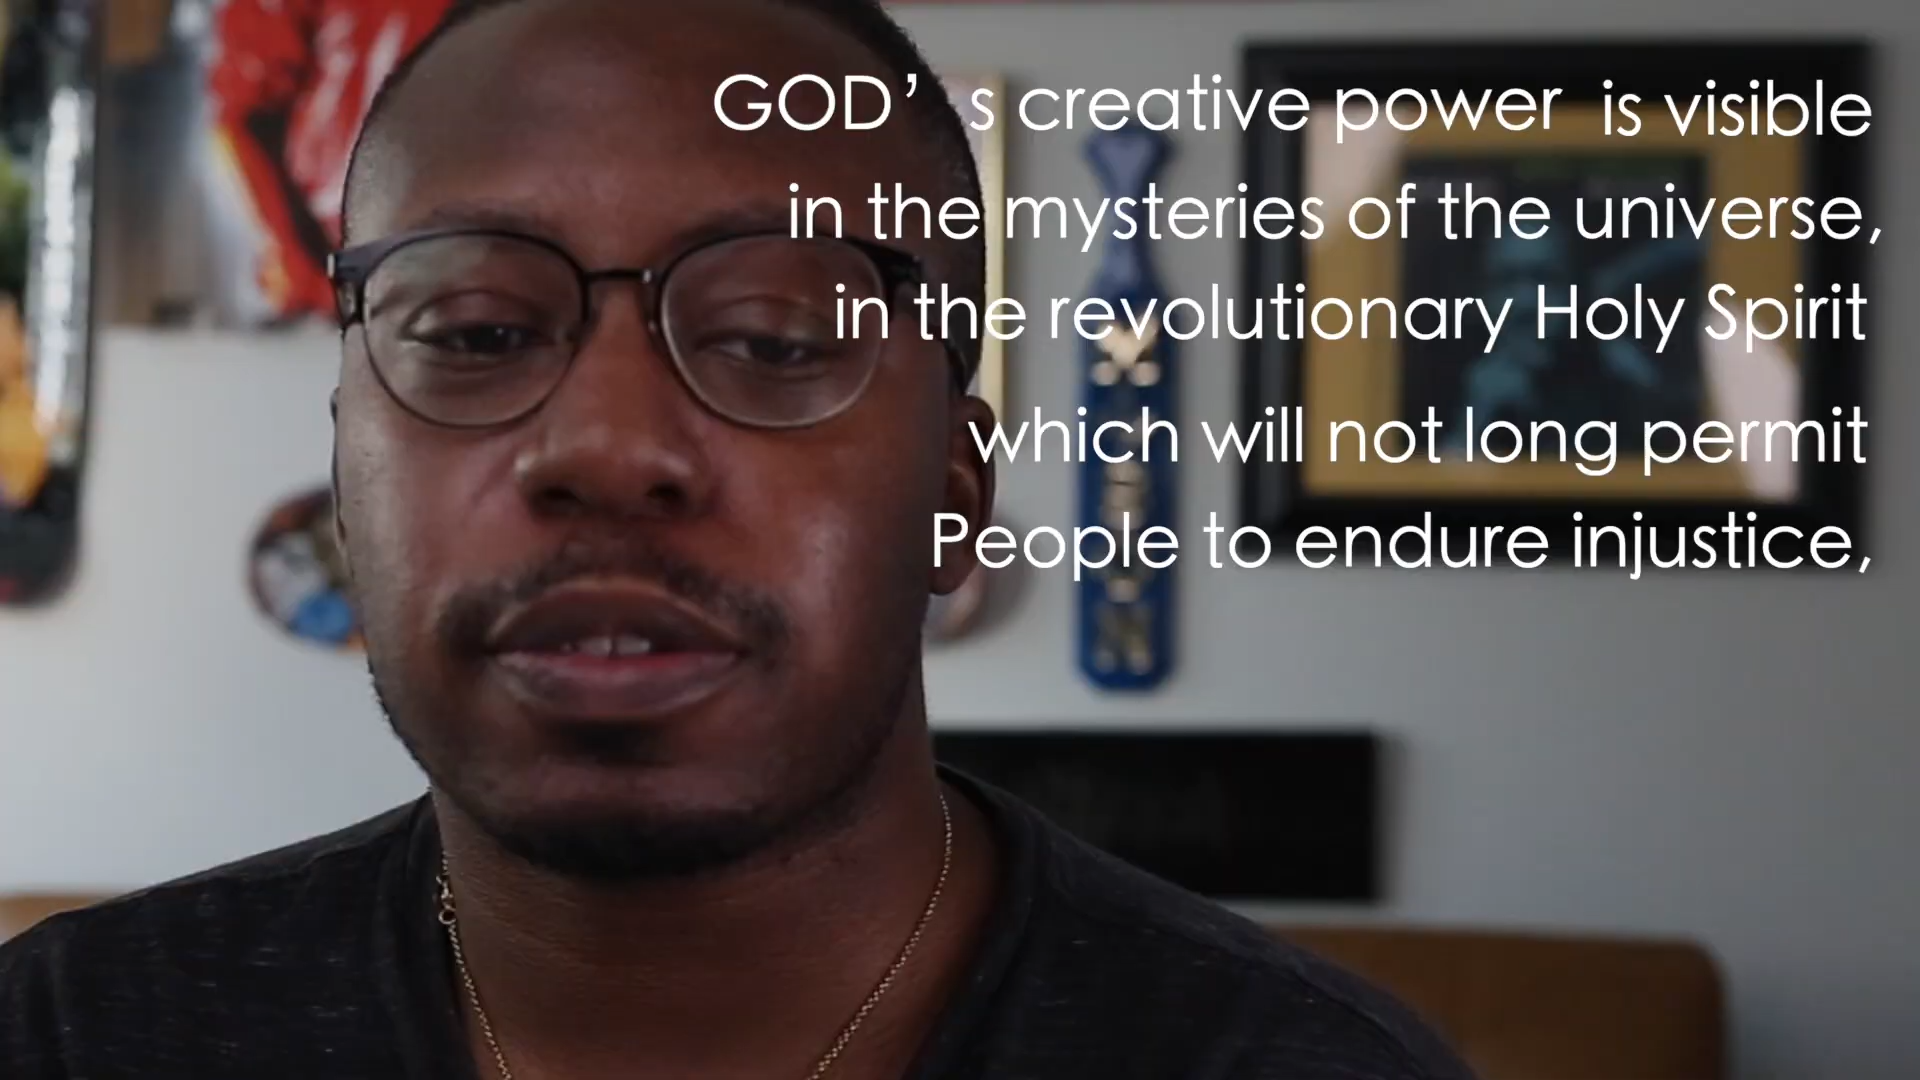 GOD’s creative power is visible
in the mysteries of the universe,
in the revolutionary Holy Spirit
which will not long permit
People to endure injustice,